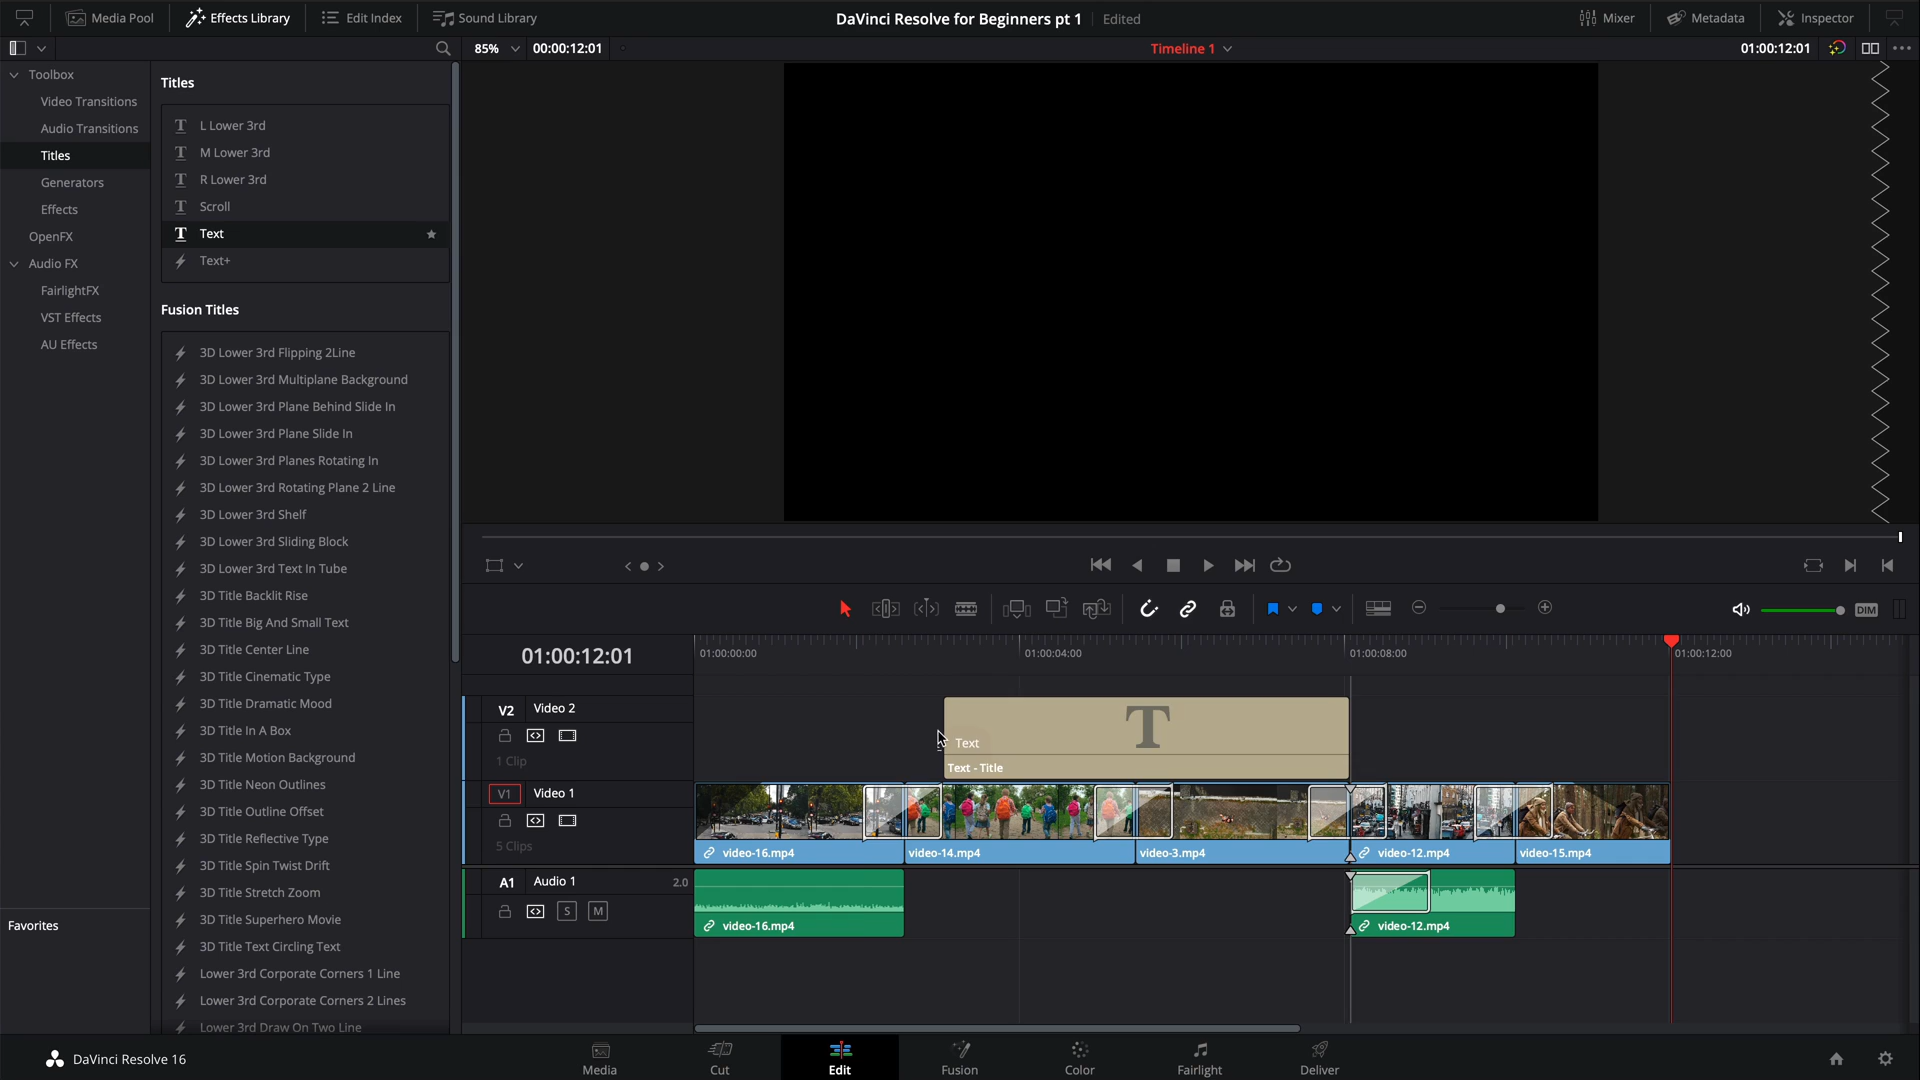 Media Pool
Effects Library
Edit Index
Sound Library
DaVinci Resolve for Beginners pt 1
Edited
Mixer
Metadata
Inspector
85%
00:00:12:01
Timeline 1
01:00:12:01
Toolbox
Video Transitions
Audio Transitions
Titles
Generators
Effects
OpenFX
Audio FX
FairlightFX
VST Effects
AU Effects
Favorites
Titles
L Lower 3rd
M Lower 3rd
R Lower 3rd
Scroll
Text
Text+
Fusion Titles
3D Lower 3rd Flipping 2Line
3D Lower 3rd Multiplane Background
3D Lower 3rd Plane Behind Slide In
3D Lower 3rd Plane Slide In
3D Lower 3rd Planes Rotating In
3D Lower 3rd Rotating Plane 2 Line
3D Lower 3rd Shelf
3D Lower 3rd Sliding Block
3D Lower 3rd Text In Tube
3D Title Backlit Rise
3D Title Big And Small Text
3D Title Center Line
3D Title Cinematic Type
3D Title Dramatic Mood
3D Title In A Box
3D Title Motion Background
3D Title Neon Outlines
3D Title Outline Offset
3D Title Reflective Type
3D Title Spin Twist Drift
3D Title Stretch Zoom
3D Title Superhero Movie
3D Title Text Circling Text
Lower 3rd Corporate Corners 1 Line
Lower 3rd Corporate Corners 2 Lines
Lower 3rd Draw On Two Line
DIM
01:00:12:01
01:00:00:00
01:00:04:00
01:00:08:00
01:00:12:00
V2
Video 2
1 Clip
T
Text
Text - Title
V1
Video 1
5 Clips
video-16.mp4
video-14.mp4
video-3.mp4
video-12.mp4
video-15.mp4
A1
Audio 1
2.0
S
M
video-16.mp4
video-12.mp4
DaVinci Resolve 16
Media
Cut
Edit
Fusion
Color
Fairlight
Deliver